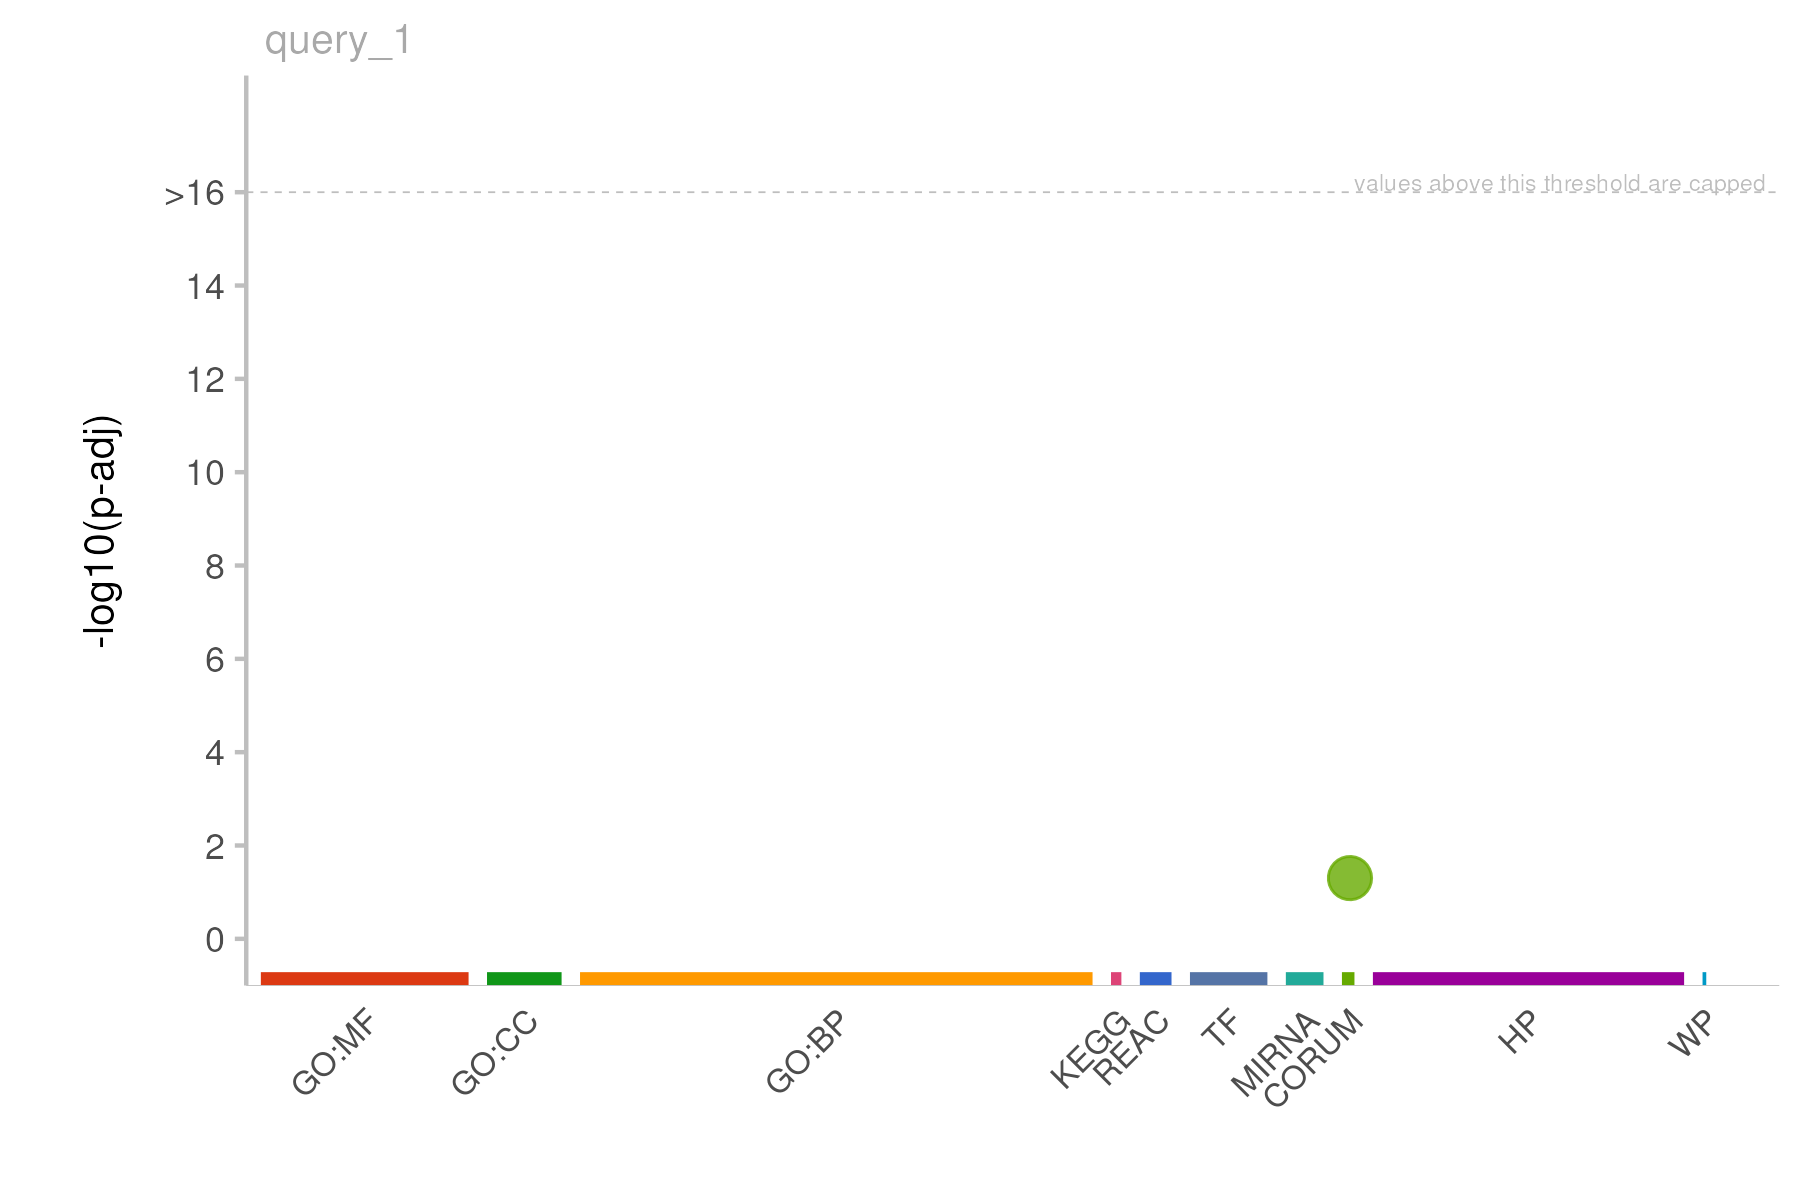 query_1
values above this threshold are capped
>16
14
12
10
8
6
4
2
0
-log10(p-adj)
GO:MF
GO:CC
GO:BP
KEGG
REAC
TF
MIRNA
CORUM
HP
WP